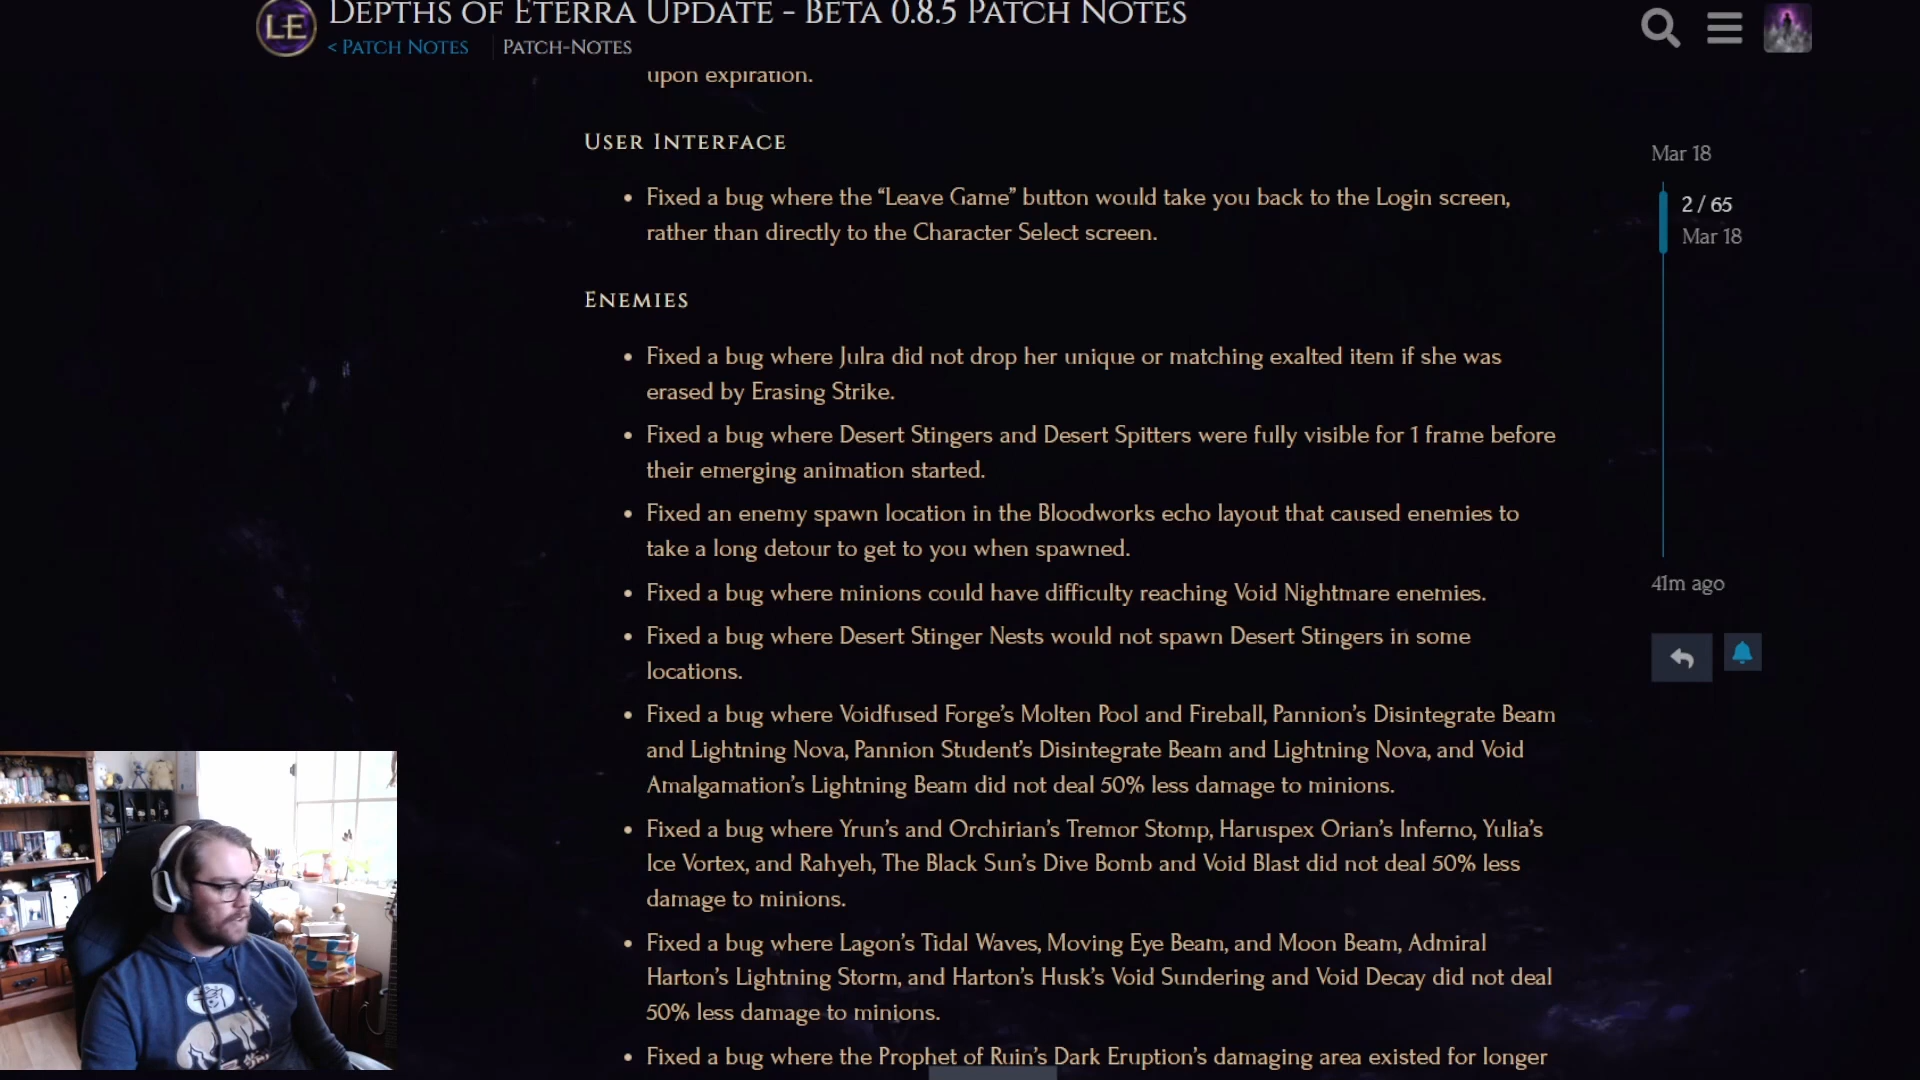 Depths of Eterra Update - Beta 0.8.5 Patch Notes
LE
< Patch Notes
Patch-Notes
upon expiration.
User Interface
Mar 18
• Fixed a bug where the “Leave Game” button would take you back to the Login screen,
rather than directly to the Character Select screen.
2 / 65
Mar 18
Enemies
• Fixed a bug where Julra did not drop her unique or matching exalted item if she was
erased by Erasing Strike.
• Fixed a bug where Desert Stingers and Desert Spitters were fully visible for 1 frame before
their emerging animation started.
• Fixed an enemy spawn location in the Bloodworks echo layout that caused enemies to
take a long detour to get to you when spawned.
41m ago
• Fixed a bug where minions could have difficulty reaching Void Nightmare enemies.
• Fixed a bug where Desert Stinger Nests would not spawn Desert Stingers in some
locations.
• Fixed a bug where Voidfused Forge’s Molten Pool and Fireball, Pannion’s Disintegrate Beam
and Lightning Nova, Pannion Student’s Disintegrate Beam and Lightning Nova, and Void
Amalgamation’s Lightning Beam did not deal 50% less damage to minions.
• Fixed a bug where Yrun’s and Orchirian’s Tremor Stomp, Haruspex Orian’s Inferno, Yulia’s
Ice Vortex, and Rahyeh, The Black Sun’s Dive Bomb and Void Blast did not deal 50% less
damage to minions.
• Fixed a bug where Lagon’s Tidal Waves, Moving Eye Beam, and Moon Beam, Admiral
Harton’s Lightning Storm, and Harton’s Husk’s Void Sundering and Void Decay did not deal
50% less damage to minions.
• Fixed a bug where the Prophet of Ruin’s Dark Eruption’s damaging area existed for longer